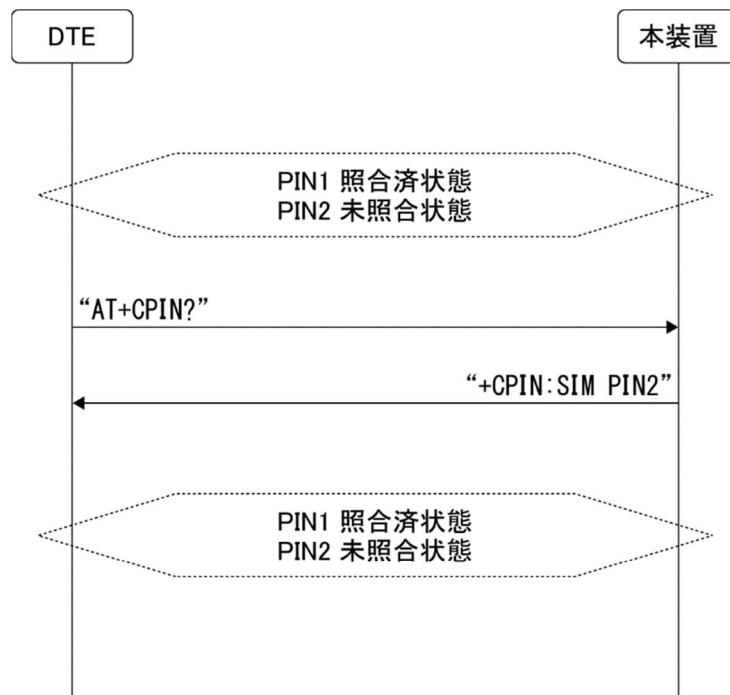 DTE
本装置
PIN1 照合済状態
PIN2 未照合状態
“AT+CPIN?”
“+CPIN:SIM PIN2”
PIN1 照合済状態
PIN2 未照合状態